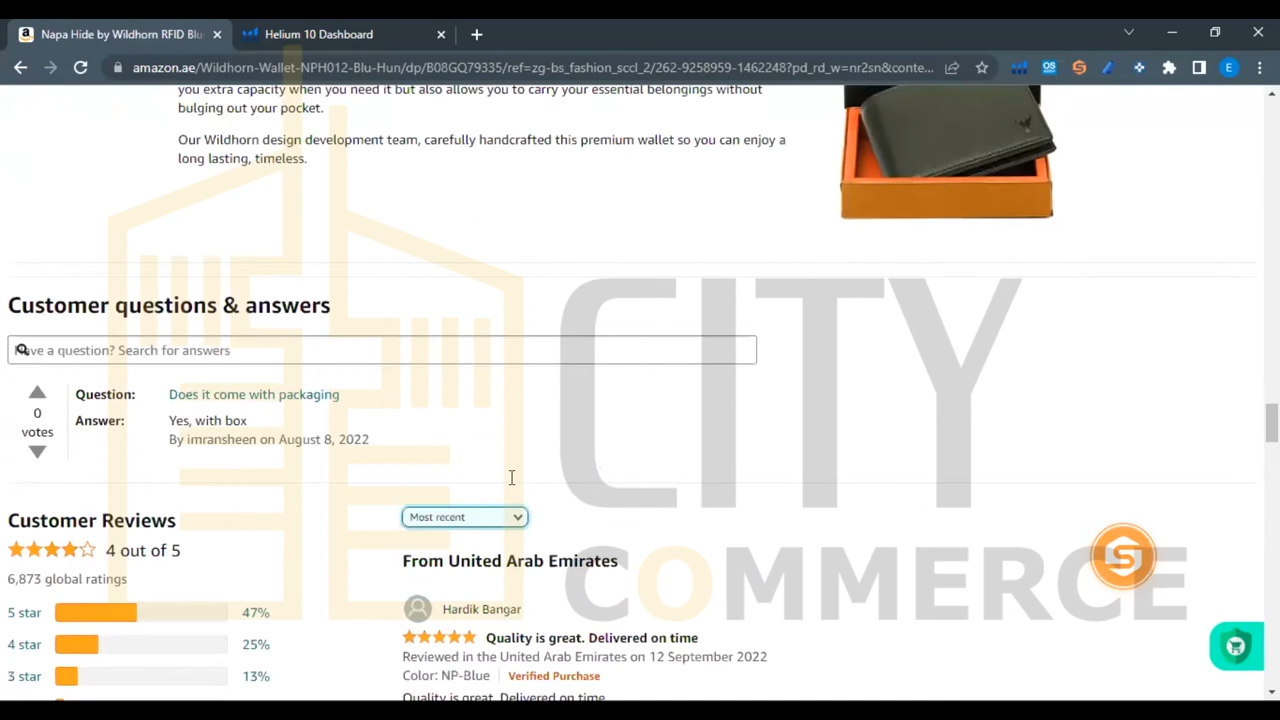 Napa Hide by Wildhorn RFID Blu
Helium 10 Dashboard
amazon.ae/Wildhorn-Wallet-NPH012-Blu-Hun/dp/B08GQ79335/ref=zg-bs_fashion_sccl_2/262-9258959-1462248?pd_rd_w=nr2sn&conte...
E
you extra capacity when you need it but also allows you to carry your essential belongings without
bulging out your pocket.
Our Wildhorn design development team, carefully handcrafted this premium wallet so you can enjoy a
long lasting, timeless.
Customer questions & answers
Have a question? Search for answers
0
votes
Question: Does it come with packaging
Answer: Yes, with box
By imransheen on August 8, 2022
CITY
COMMERCE
Customer Reviews
4 out of 5
6,873 global ratings
5 star 47%
4 star 25%
3 star 13%
Most recent
From United Arab Emirates
Hardik Bangar
Quality is great. Delivered on time
Reviewed in the United Arab Emirates on 12 September 2022
Color: NP-Blue Verified Purchase
Quality is great. Delivered on time